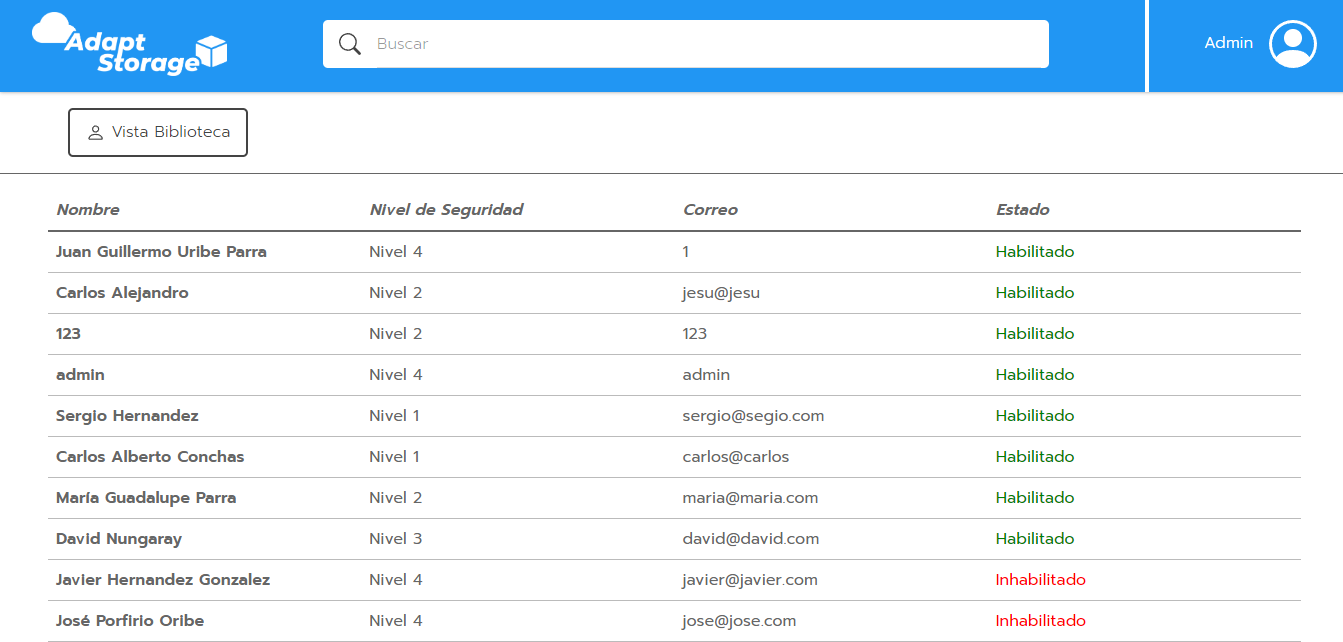 Adapt
Storage
Buscar
Admin
Vista Biblioteca
Nombre Nivel de Seguridad Correo Estado
Juan Guillermo Uribe Parra Nivel 4 1 Habilitado
Carlos Alejandro Nivel 2 jesu@jesu Habilitado
123 Nivel 2 123 Habilitado
admin Nivel 4 admin Habilitado
Sergio Hernandez Nivel 1 sergio@segio.com Habilitado
Carlos Alberto Conchas Nivel 1 carlos@carlos Habilitado
María Guadalupe Parra Nivel 2 maria@maria.com Habilitado
David Nungaray Nivel 3 david@david.com Habilitado
Javier Hernandez Gonzalez Nivel 4 javier@javier.com Inhabilitado
José Porfirio Oribe Nivel 4 jose@jose.com Inhabilitado